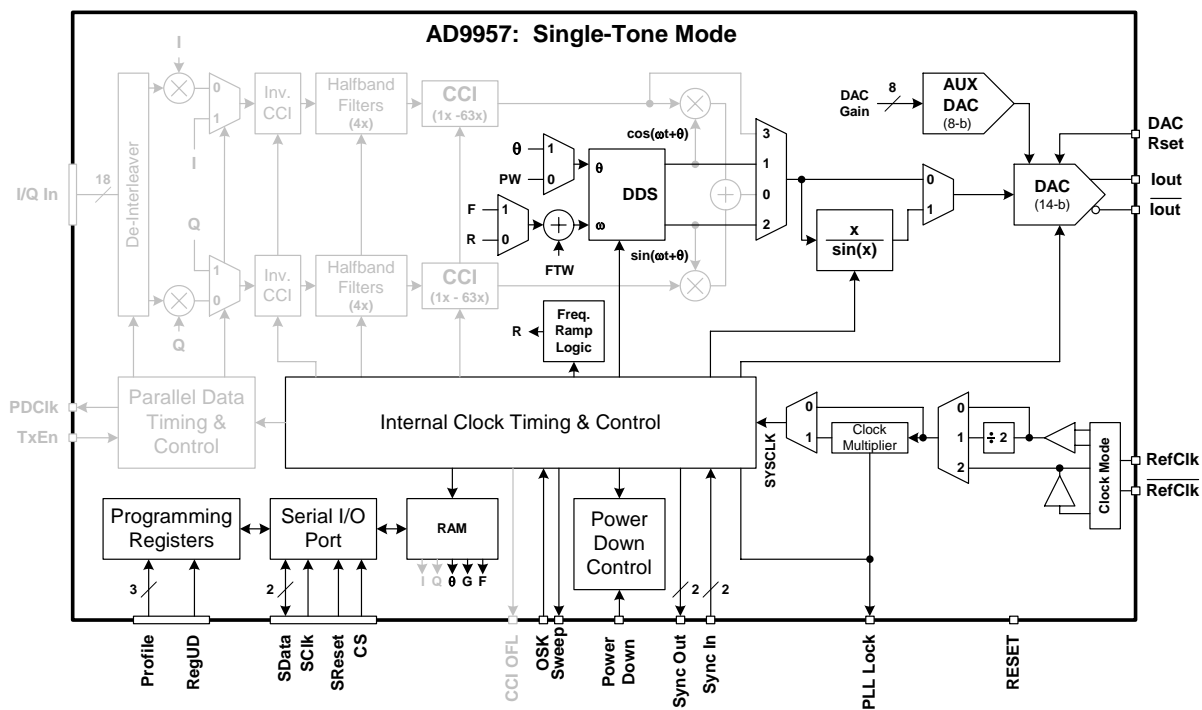 AD9957: Single-Tone Mode
I
Q
I/Q In
18
De-Interleaver
0
1
I
Q
1
0
Q
Inv.
CCI
Halfband
Filters
(4x)
CCI
(1x -63x)
Inv.
CCI
Halfband
Filters
(4x)
CCI
(1x - 63x)
θ
PW
1
0
F
R
1
0
FTW
θ
DDS
ω
cos(ωt+θ)
sin(ωt+θ)
3
1
0
2
x
sin(x)
0
1
DAC
Gain
8
AUX
DAC
(8-b)
DAC
(14-b)
DAC
Rset
Iout
Iout
R
Freq.
Ramp
Logic
PDClk
TxEn
Parallel Data
Timing &
Control
Internal Clock Timing & Control
SYSCLK
0
1
Clock
Multiplier
0
1
2
÷ 2
Clock Mode
RefClk
RefClk
Programming
Registers
Serial I/O
Port
RAM
I
Q
θ
G
F
Power
Down
Control
3
2
2
2
Profile
RegUD
SData
SClk
SReset
CS
CCI OFL
OSK
Sweep
Power
Down
Sync Out
Sync In
PLL Lock
RESET